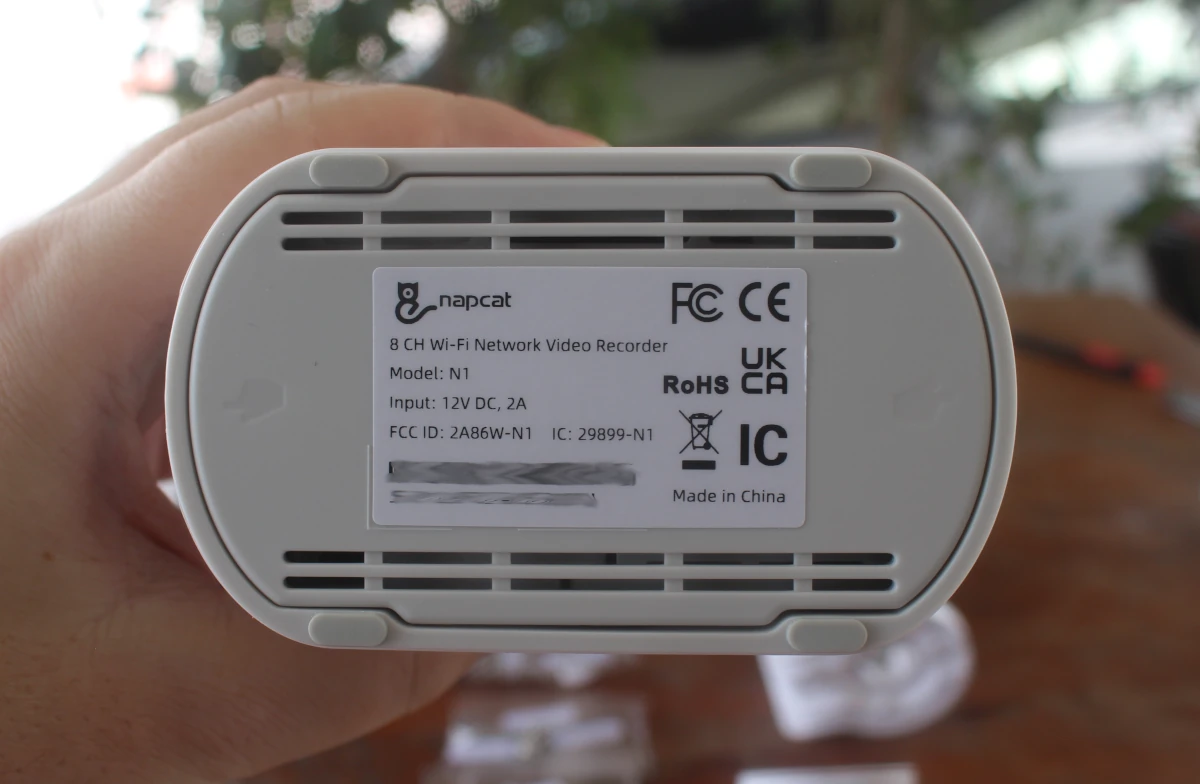 napcat
FC CE
8 CH Wi-Fi Network Video Recorder
Model: N1
RoHS
UK
CA
Input: 12V DC, 2A
FCC ID: 2A86W-N1 IC: 29899-N1
IC
Made in China